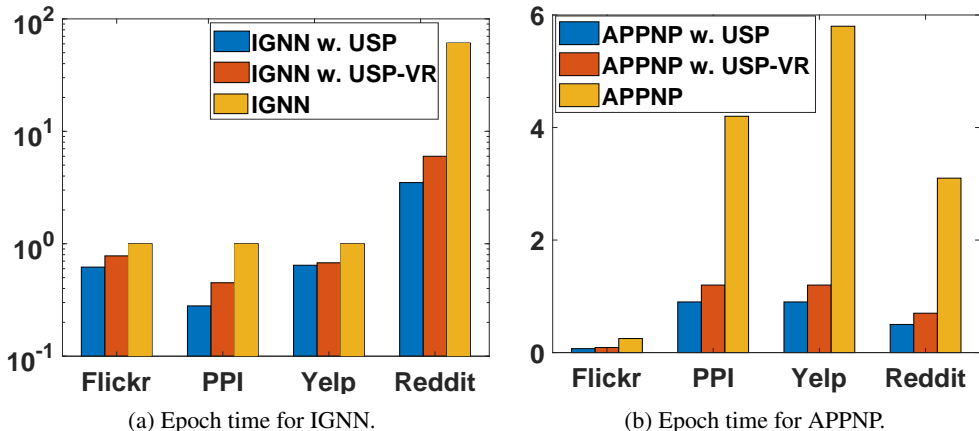 10^2
10^1
10^0
10^-1
IGNN w. USP
IGNN w. USP-VR
IGNN
Flickr PPI Yelp Reddit
(a) Epoch time for IGNN.
6
4
2
0
APPNP w. USP
APPNP w. USP-VR
APPNP
Flickr PPI Yelp Reddit
(b) Epoch time for APPNP.